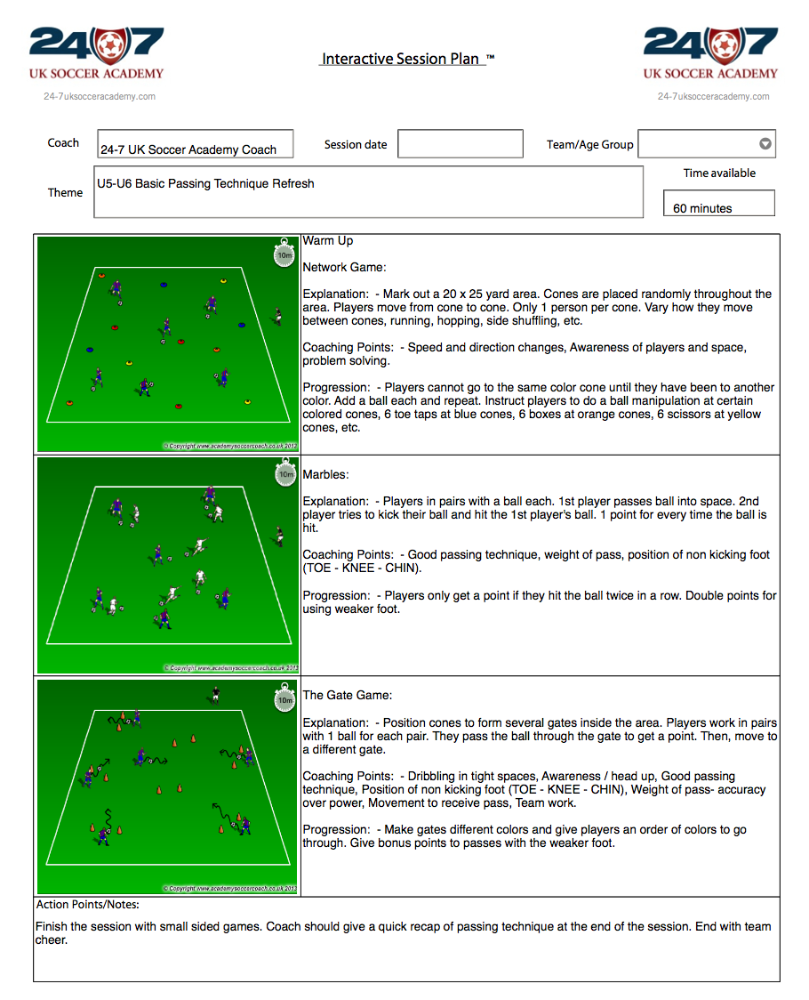 24 7
UK SOCCER ACADEMY
24-7uksocceracademy.com
Interactive Session Plan ™
24 7
UK SOCCER ACADEMY
24-7uksocceracademy.com
Coach
24-7 UK Soccer Academy Coach
Session date
Team/Age Group
Theme
U5-U6 Basic Passing Technique Refresh
Time available
60 minutes
10m
© Copyright www.academysoccercoach.co.uk 2013
Warm Up
Network Game:
Explanation:  - Mark out a 20 x 25 yard area. Cones are placed randomly throughout the
area. Players move from cone to cone. Only 1 person per cone. Vary how they move
between cones, running, hopping, side shuffling, etc.
Coaching Points:  - Speed and direction changes, Awareness of players and space,
problem solving.
Progression:  - Players cannot go to the same color cone until they have been to another
color. Add a ball each and repeat. Instruct players to do a ball manipulation at certain
colored cones, 6 toe taps at blue cones, 6 boxes at orange cones, 6 scissors at yellow
cones, etc.
10m
© Copyright www.academysoccercoach.co.uk 2013
Marbles:
Explanation:  - Players in pairs with a ball each. 1st player passes ball into space. 2nd
player tries to kick their ball and hit the 1st player's ball. 1 point for every time the ball is
hit.
Coaching Points:  - Good passing technique, weight of pass, position of non kicking foot
(TOE - KNEE - CHIN).
Progression:  - Players only get a point if they hit the ball twice in a row. Double points for
using weaker foot.
10m
© Copyright www.academysoccercoach.co.uk 2013
The Gate Game:
Explanation:  - Position cones to form several gates inside the area. Players work in pairs
with 1 ball for each pair. They pass the ball through the gate to get a point. Then, move to
a different gate.
Coaching Points:  - Dribbling in tight spaces, Awareness / head up, Good passing
technique, Position of non kicking foot (TOE - KNEE - CHIN), Weight of pass- accuracy
over power, Movement to receive pass, Team work.
Progression:  - Make gates different colors and give players an order of colors to go
through. Give bonus points to passes with the weaker foot.
Action Points/Notes:
Finish the session with small sided games. Coach should give a quick recap of passing technique at the end of the session. End with team
cheer.